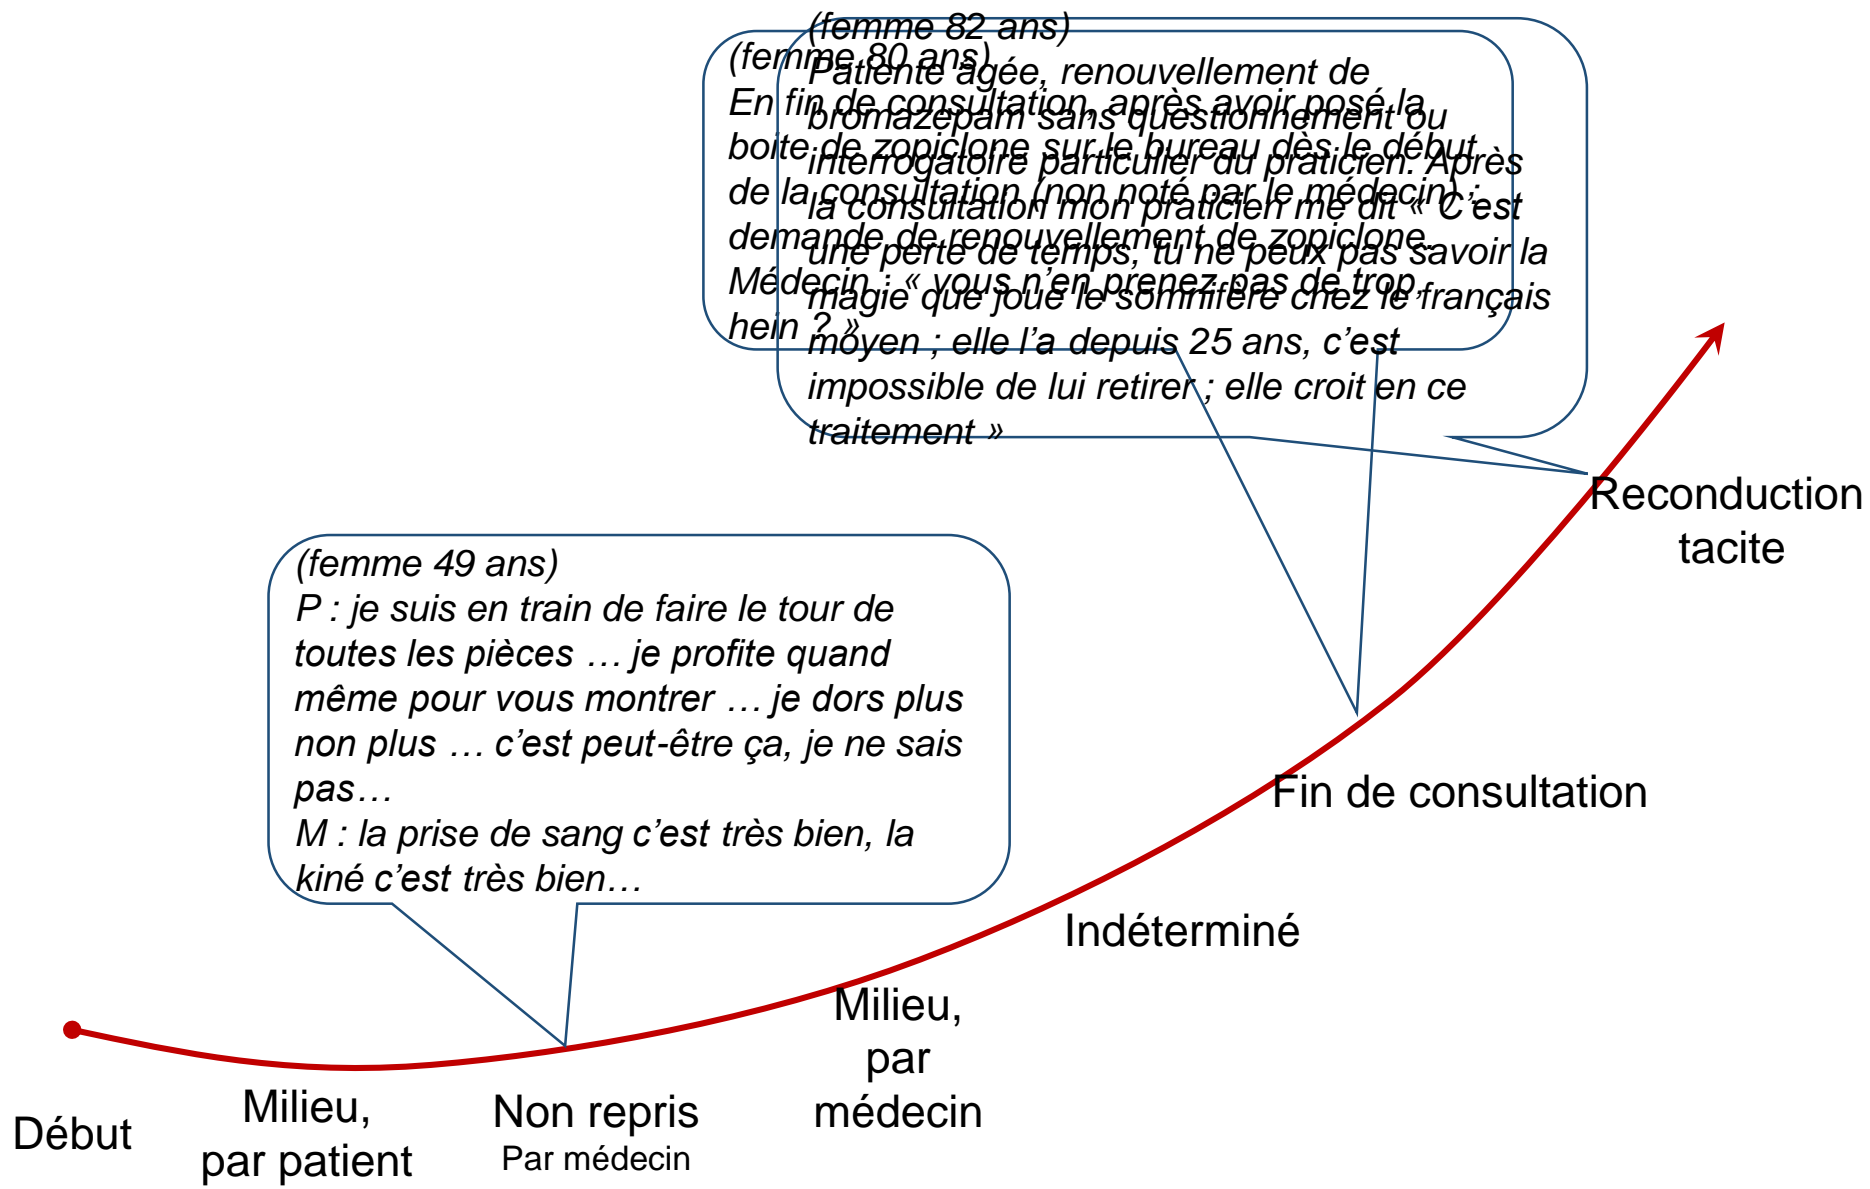 (femme 82 ans)
Patiente âgée, renouvellement de
bromazépam sans questionnement ou
interrogatoire particulier du praticien. Après
la consultation mon praticien me dit « C'est
une perte de temps, tu ne peux pas savoir la
magie que joue le somnifère chez le français
moyen ; elle l'a depuis 25 ans, c'est
impossible de lui retirer ; elle croit en ce
traitement »
(femme 80 ans)
En fin de consultation, après avoir posé la
boite de zopiclone sur le bureau dès le début
de la consultation (non noté par le médecin) :
demande de renouvellement de zopiclone.
Médecin : « vous n'en prenez pas de trop,
hein ? »
Reconduction
tacite
(femme 49 ans)
P : je suis en train de faire le tour de
toutes les pièces … je profite quand
même pour vous montrer … je dors plus
non plus … c'est peut-être ça, je ne sais
pas…
M : la prise de sang c'est très bien, la
kiné c'est très bien…
Fin de consultation
Indéterminé
Milieu,
par
médecin
Début
Milieu,
par patient
Non repris
Par médecin